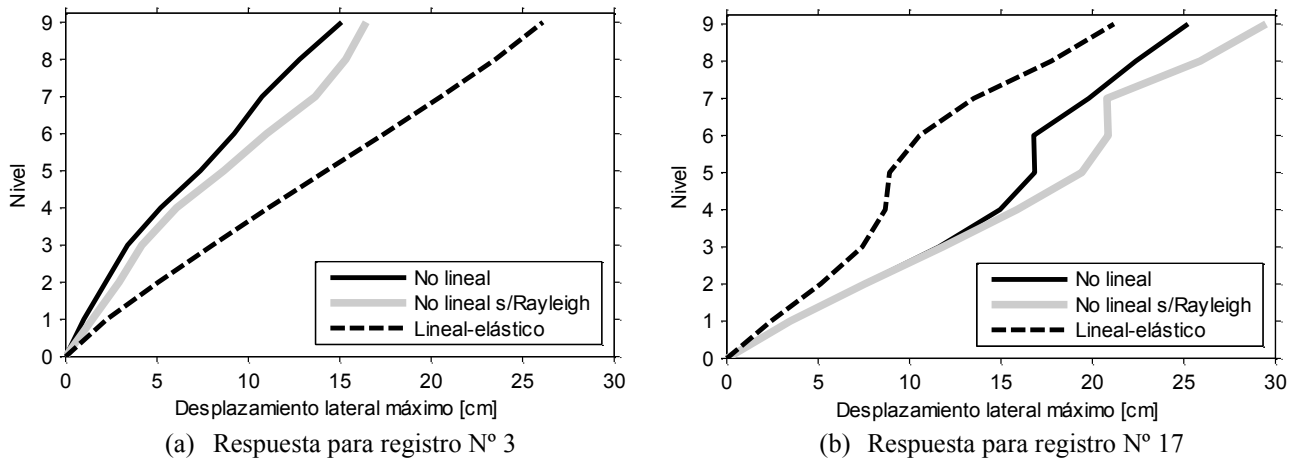 9
8
7
6
5
4
3
2
1
0
Nivel
No lineal
No lineal s/Rayleigh
Lineal-elástico
0 5 10 15 20 25 30
Desplazamiento lateral máximo [cm]
(a) Respuesta para registro Nº 3
9
8
7
6
5
4
3
2
1
0
Nivel
No lineal
No lineal s/Rayleigh
Lineal-elástico
0 5 10 15 20 25 30
Desplazamiento lateral máximo [cm]
(b) Respuesta para registro Nº 17